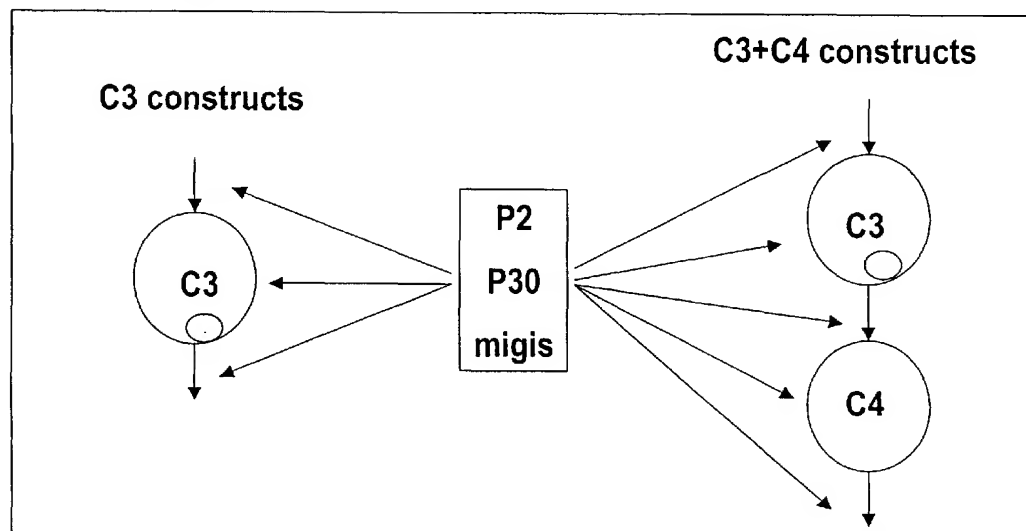 C3+C4 constructs
C3 constructs
P2
P30
migis
C3
C3
C4